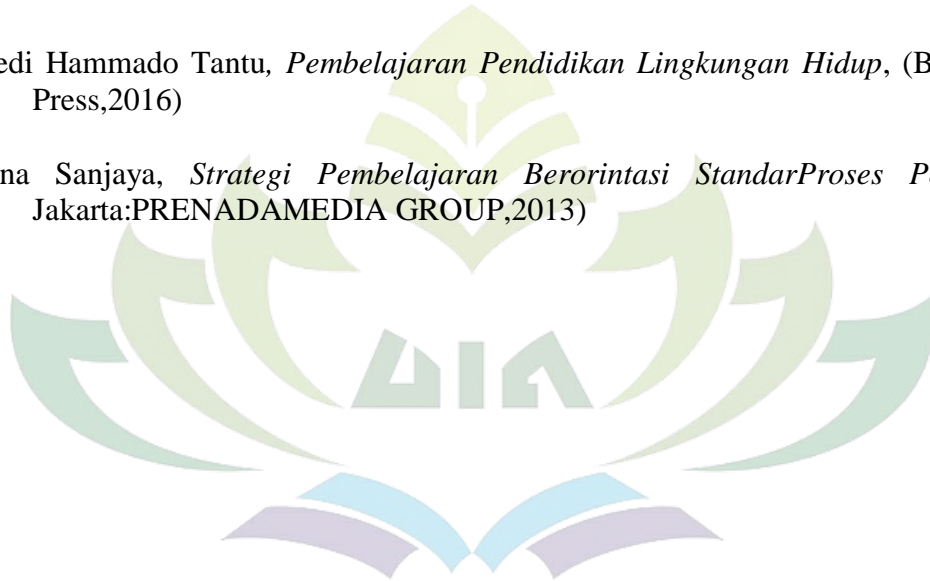 edi Hammado Tantu, Pembelajaran Pendidikan Lingkungan Hidup, (B
Press,2016)
na Sanjaya, Strategi Pembelajaran Berorintasi StandarProses P
Jakarta:PRENADAMEDIA GROUP,2013)
UIN